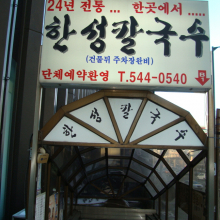 24년 전통 ... 한곳에서 .....
한성칼국수
(건물뒤 주차장완비)
단체예약환영 T.544-0540
한성칼국수